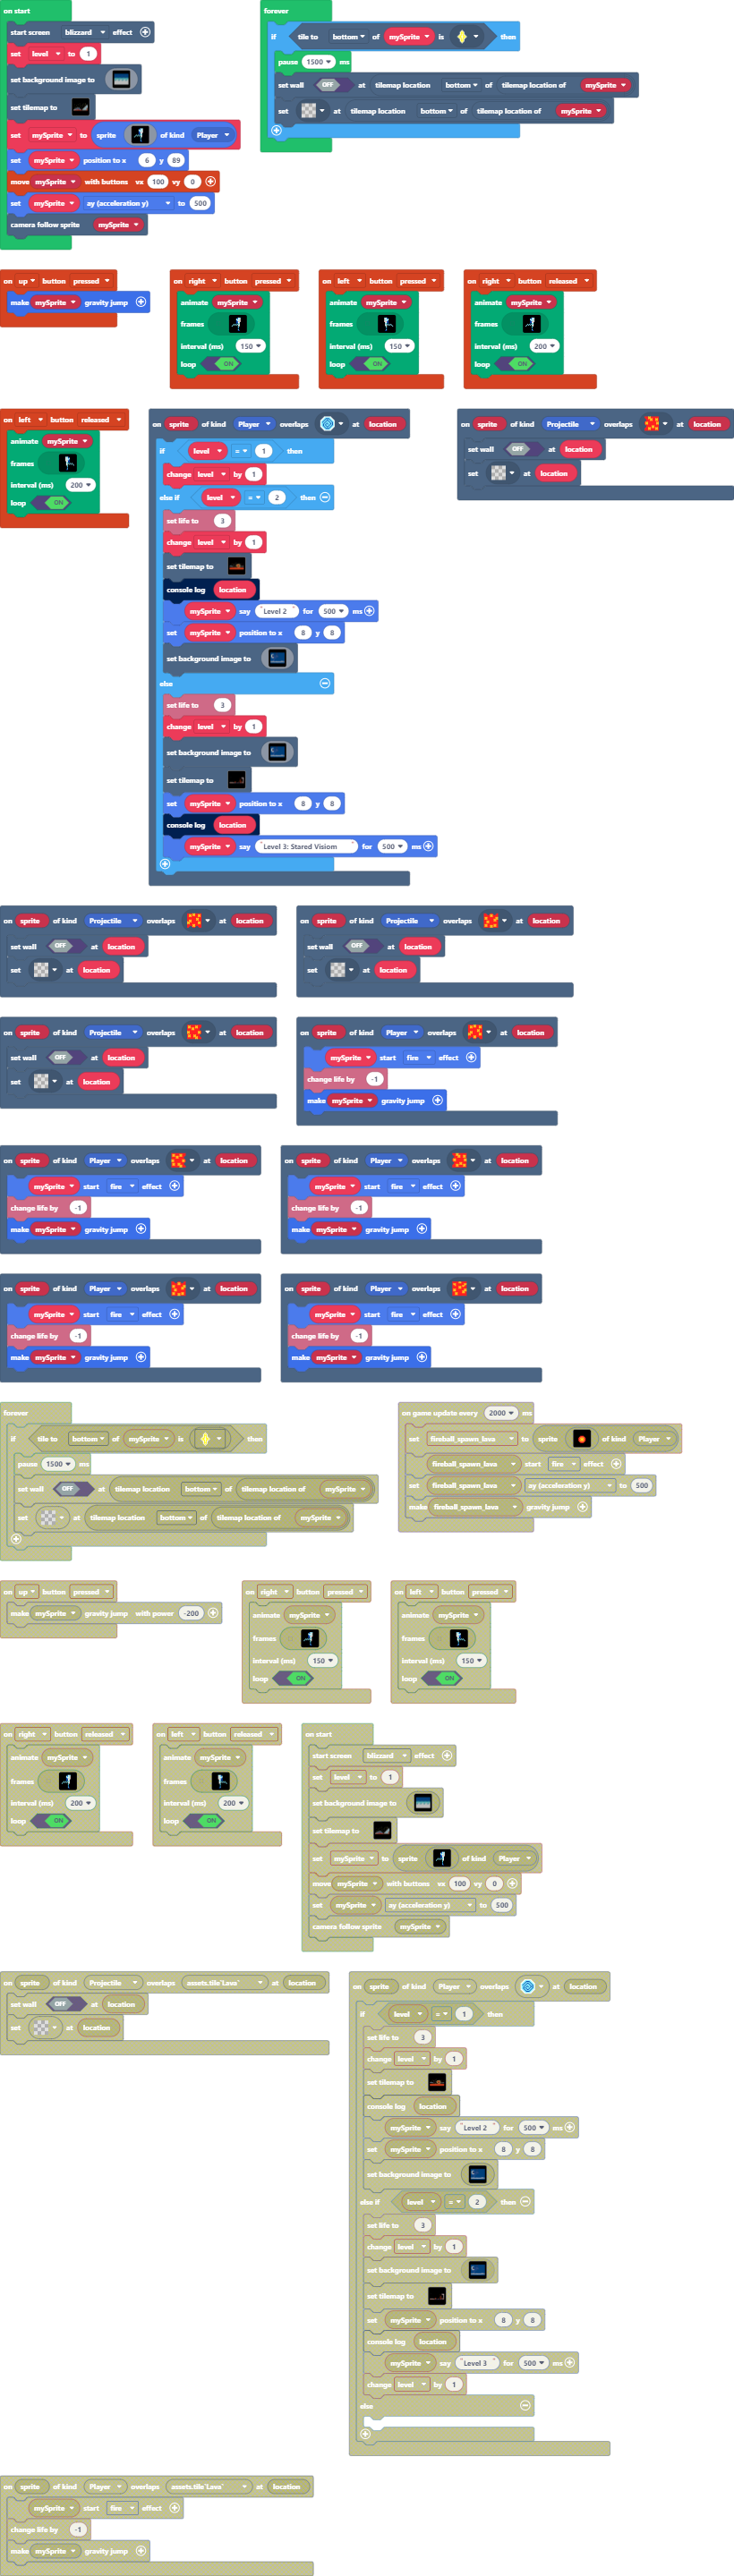 on start
start screen blizzard effect
set level to 1
set background image to
set tilemap to
set mySprite to sprite of kind Player
set mySprite position to x 6 y 89
move mySprite with buttons vx 100 vy 0
set mySprite ay (acceleration y) to 500
camera follow sprite mySprite
forever
if tile to bottom of mySprite is then
pause 1500 ms
set wall OFF at tilemap location bottom of tilemap location of mySprite
set at tilemap location bottom of tilemap location of mySprite
on up button pressed
make mySprite gravity jump
on right button pressed
animate mySprite
frames
interval (ms) 150
loop ON
on left button pressed
animate mySprite
frames
interval (ms) 150
loop ON
on right button released
animate mySprite
frames
interval (ms) 200
loop ON
on left button released
animate mySprite
frames
interval (ms) 200
loop ON
on sprite of kind Player overlaps at location
if level = 1 then
change level by 1
else if level = 2 then
set life to 3
change level by 1
set tilemap to
console log location
mySprite say "Level 2" for 500 ms
set mySprite position to x 8 y 8
set background image to
else
set life to 3
change level by 1
set background image to
set tilemap to
set mySprite position to x 8 y 8
console log location
mySprite say "Level 3: Stared Visiom" for 500 ms
on sprite of kind Projectile overlaps at location
set wall OFF at location
set at location
on sprite of kind Projectile overlaps at location
set wall OFF at location
set at location
on sprite of kind Projectile overlaps at location
set wall OFF at location
set at location
on sprite of kind Projectile overlaps at location
set wall OFF at location
set at location
on sprite of kind Player overlaps at location
mySprite start fire effect
change life by -1
make mySprite gravity jump
on sprite of kind Player overlaps at location
mySprite start fire effect
change life by -1
make mySprite gravity jump
on sprite of kind Player overlaps at location
mySprite start fire effect
change life by -1
make mySprite gravity jump
on sprite of kind Player overlaps at location
mySprite start fire effect
change life by -1
make mySprite gravity jump
on sprite of kind Player overlaps at location
mySprite start fire effect
change life by -1
make mySprite gravity jump
forever
if tile to bottom of mySprite is then
pause 1500 ms
set wall OFF at tilemap location bottom of tilemap location of mySprite
set at tilemap location bottom of tilemap location of mySprite
on game update every 2000 ms
set fireball_spawn_lava to sprite of kind Player
fireball_spawn_lava start fire effect
set fireball_spawn_lava ay (acceleration y) to 500
make fireball_spawn_lava gravity jump
on up button pressed
make mySprite gravity jump with power -200
on right button pressed
animate mySprite
frames
interval (ms) 150
loop ON
on left button pressed
animate mySprite
frames
interval (ms) 150
loop ON
on right button released
animate mySprite
frames
interval (ms) 200
loop ON
on left button released
animate mySprite
frames
interval (ms) 200
loop ON
on start
start screen blizzard effect
set level to 1
set background image to
set tilemap to
set mySprite to sprite of kind Player
move mySprite with buttons vx 100 vy 0
set mySprite ay (acceleration y) to 500
camera follow sprite mySprite
on sprite of kind Projectile overlaps assets.tile`Lava` at location
set wall OFF at location
set at location
on sprite of kind Player overlaps at location
if level = 1 then
set life to 3
change level by 1
set tilemap to
console log location
mySprite say "Level 2" for 500 ms
set mySprite position to x 8 y 8
set background image to
else if level = 2 then
set life to 3
change level by 1
set background image to
set tilemap to
set mySprite position to x 8 y 8
console log location
mySprite say "Level 3" for 500 ms
change level by 1
else
on sprite of kind Player overlaps assets.tile`Lava` at location
mySprite start fire effect
change life by -1
make mySprite gravity jump